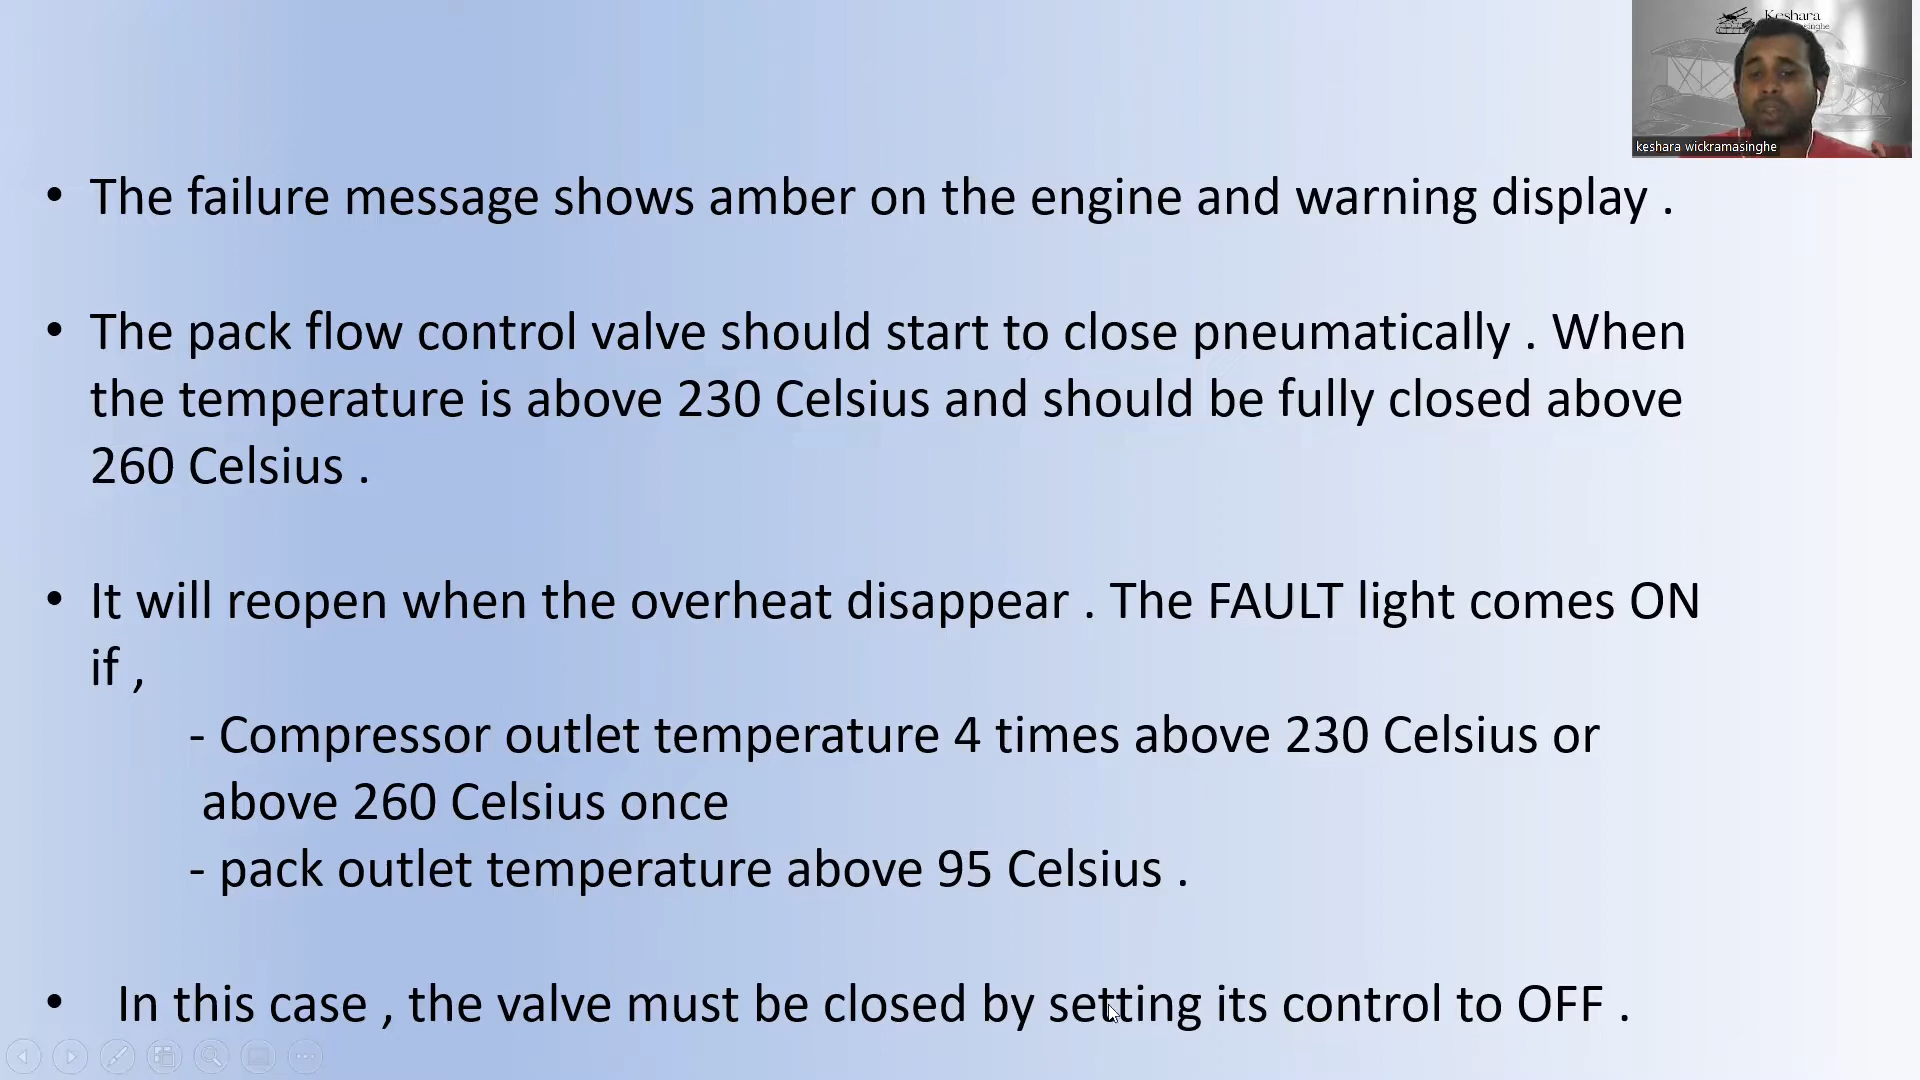 Keshara
keshara wickramasinghe
• The failure message shows amber on the engine and warning display .
• The pack flow control valve should start to close pneumatically . When
the temperature is above 230 Celsius and should be fully closed above
260 Celsius .
• It will reopen when the overheat disappear . The FAULT light comes ON
if ,
- Compressor outlet temperature 4 times above 230 Celsius or
above 260 Celsius once
- pack outlet temperature above 95 Celsius .
• In this case , the valve must be closed by setting its control to OFF .